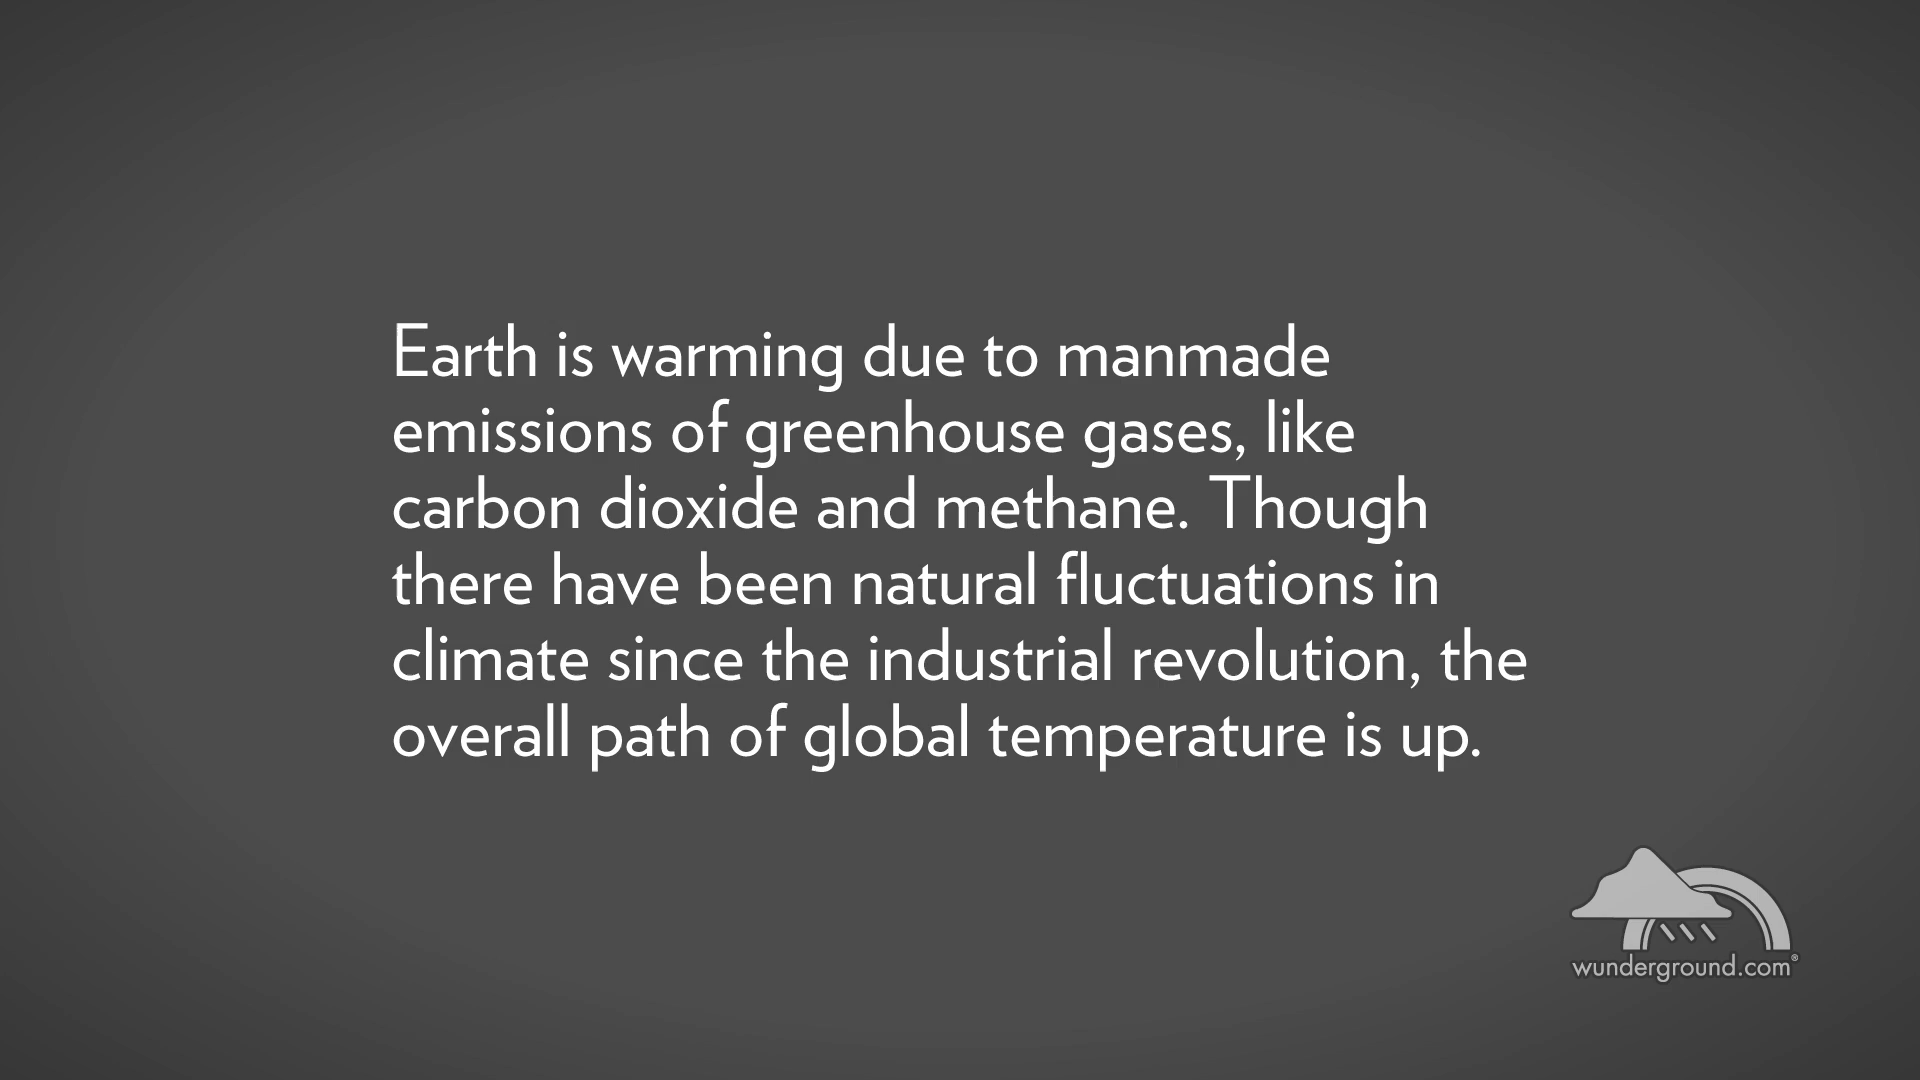 Earth is warming due to manmade
emissions of greenhouse gases, like
carbon dioxide and methane. Though
there have been natural fluctuations in
climate since the industrial revolution, the
overall path of global temperature is up.
wunderground.com®